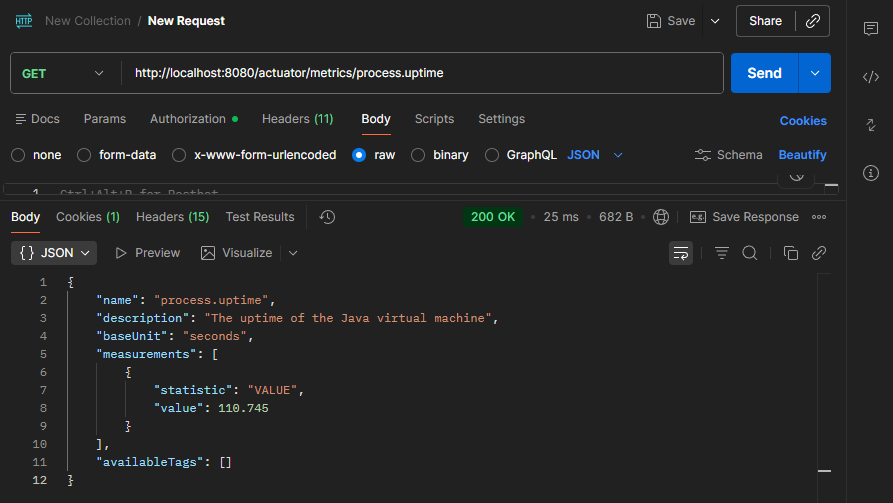 HTTP New Collection / New Request Save Share
GET http://localhost:8080/actuator/metrics/process.uptime Send
Docs Params Authorization Headers (11) Body Scripts Settings Cookies
none form-data x-www-form-urlencoded raw binary GraphQL JSON Schema Beautify
1 Ctrl+Alt+P for Postbot
Body Cookies (1) Headers (15) Test Results 200 OK • 25 ms • 682 B e.g. Save Response
{} JSON Preview Visualize
1 {
2 "name": "process.uptime",
3 "description": "The uptime of the Java virtual machine",
4 "baseUnit": "seconds",
5 "measurements": [
6 {
7 "statistic": "VALUE",
8 "value": 110.745
9 }
10 ],
11 "availableTags": []
12 }